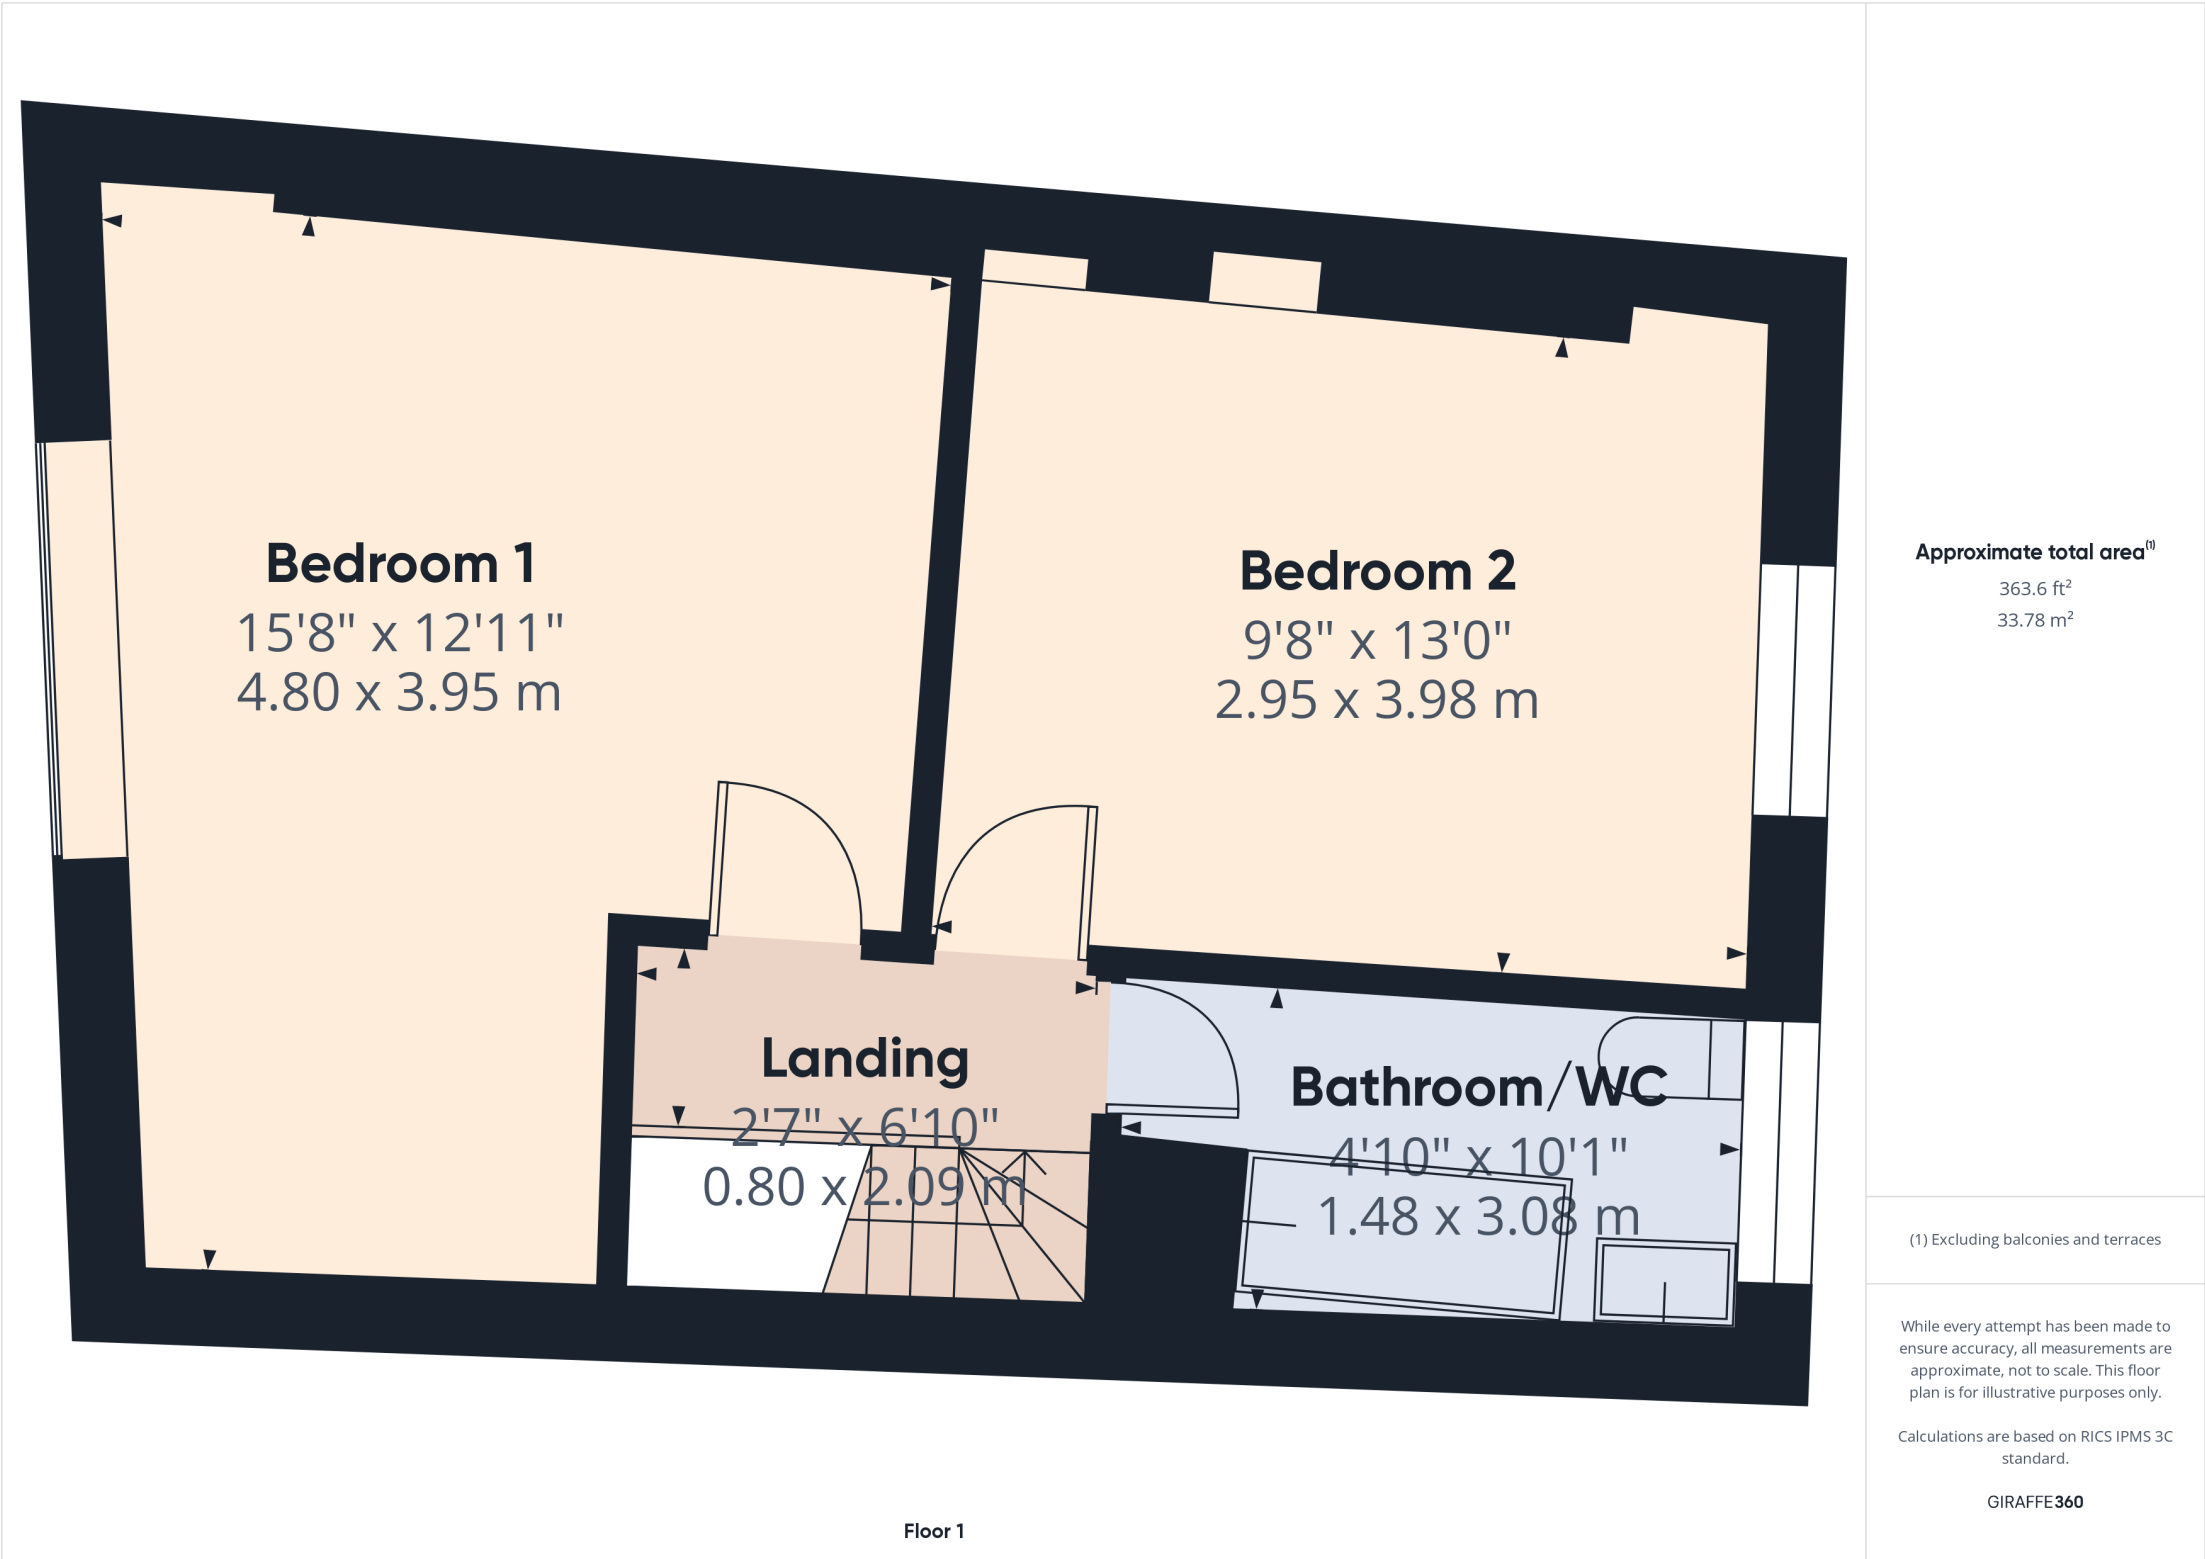 Bedroom 1
15'8" x 12'11"
4.80 x 3.95 m
Bedroom 2
9'8" x 13'0"
2.95 x 3.98 m
Landing
2'7" x 6'10"
0.80 x 2.09 m
Bathroom/WC
4'10" x 10'1"
1.48 x 3.08 m
Floor 1
Approximate total area⁽¹⁾
363.6 ft²
33.78 m²
(1) Excluding balconies and terraces
While every attempt has been made to
ensure accuracy, all measurements are
approximate, not to scale. This floor
plan is for illustrative purposes only.
Calculations are based on RICS IPMS 3C
standard.
GIRAFFE360